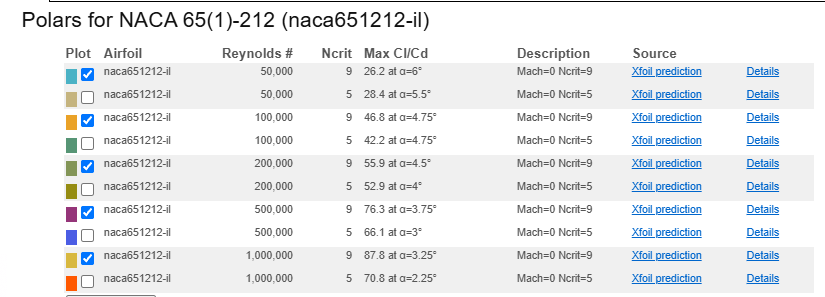 Polars for NACA 65(1)-212 (naca651212-il)
Plot Airfoil Reynolds # Ncrit Max Cl/Cd Description Source
naca651212-il 50,000 9 26.2 at α=6° Mach=0 Ncrit=9 Xfoil prediction Details
naca651212-il 50,000 5 28.4 at α=5.5° Mach=0 Ncrit=5 Xfoil prediction Details
naca651212-il 100,000 9 46.8 at α=4.75° Mach=0 Ncrit=9 Xfoil prediction Details
naca651212-il 100,000 5 42.2 at α=4.75° Mach=0 Ncrit=5 Xfoil prediction Details
naca651212-il 200,000 9 55.9 at α=4.5° Mach=0 Ncrit=9 Xfoil prediction Details
naca651212-il 200,000 5 52.9 at α=4° Mach=0 Ncrit=5 Xfoil prediction Details
naca651212-il 500,000 9 76.3 at α=3.75° Mach=0 Ncrit=9 Xfoil prediction Details
naca651212-il 500,000 5 66.1 at α=3° Mach=0 Ncrit=5 Xfoil prediction Details
naca651212-il 1,000,000 9 87.8 at α=3.25° Mach=0 Ncrit=9 Xfoil prediction Details
naca651212-il 1,000,000 5 70.8 at α=2.25° Mach=0 Ncrit=5 Xfoil prediction Details